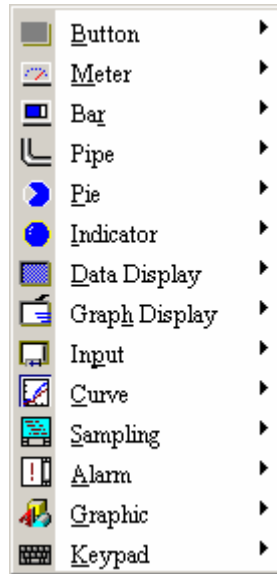 Button
Meter
Bar
Pipe
Pie
Indicator
Data Display
Graph Display
Input
Curve
Sampling
Alarm
Graphic
Keypad